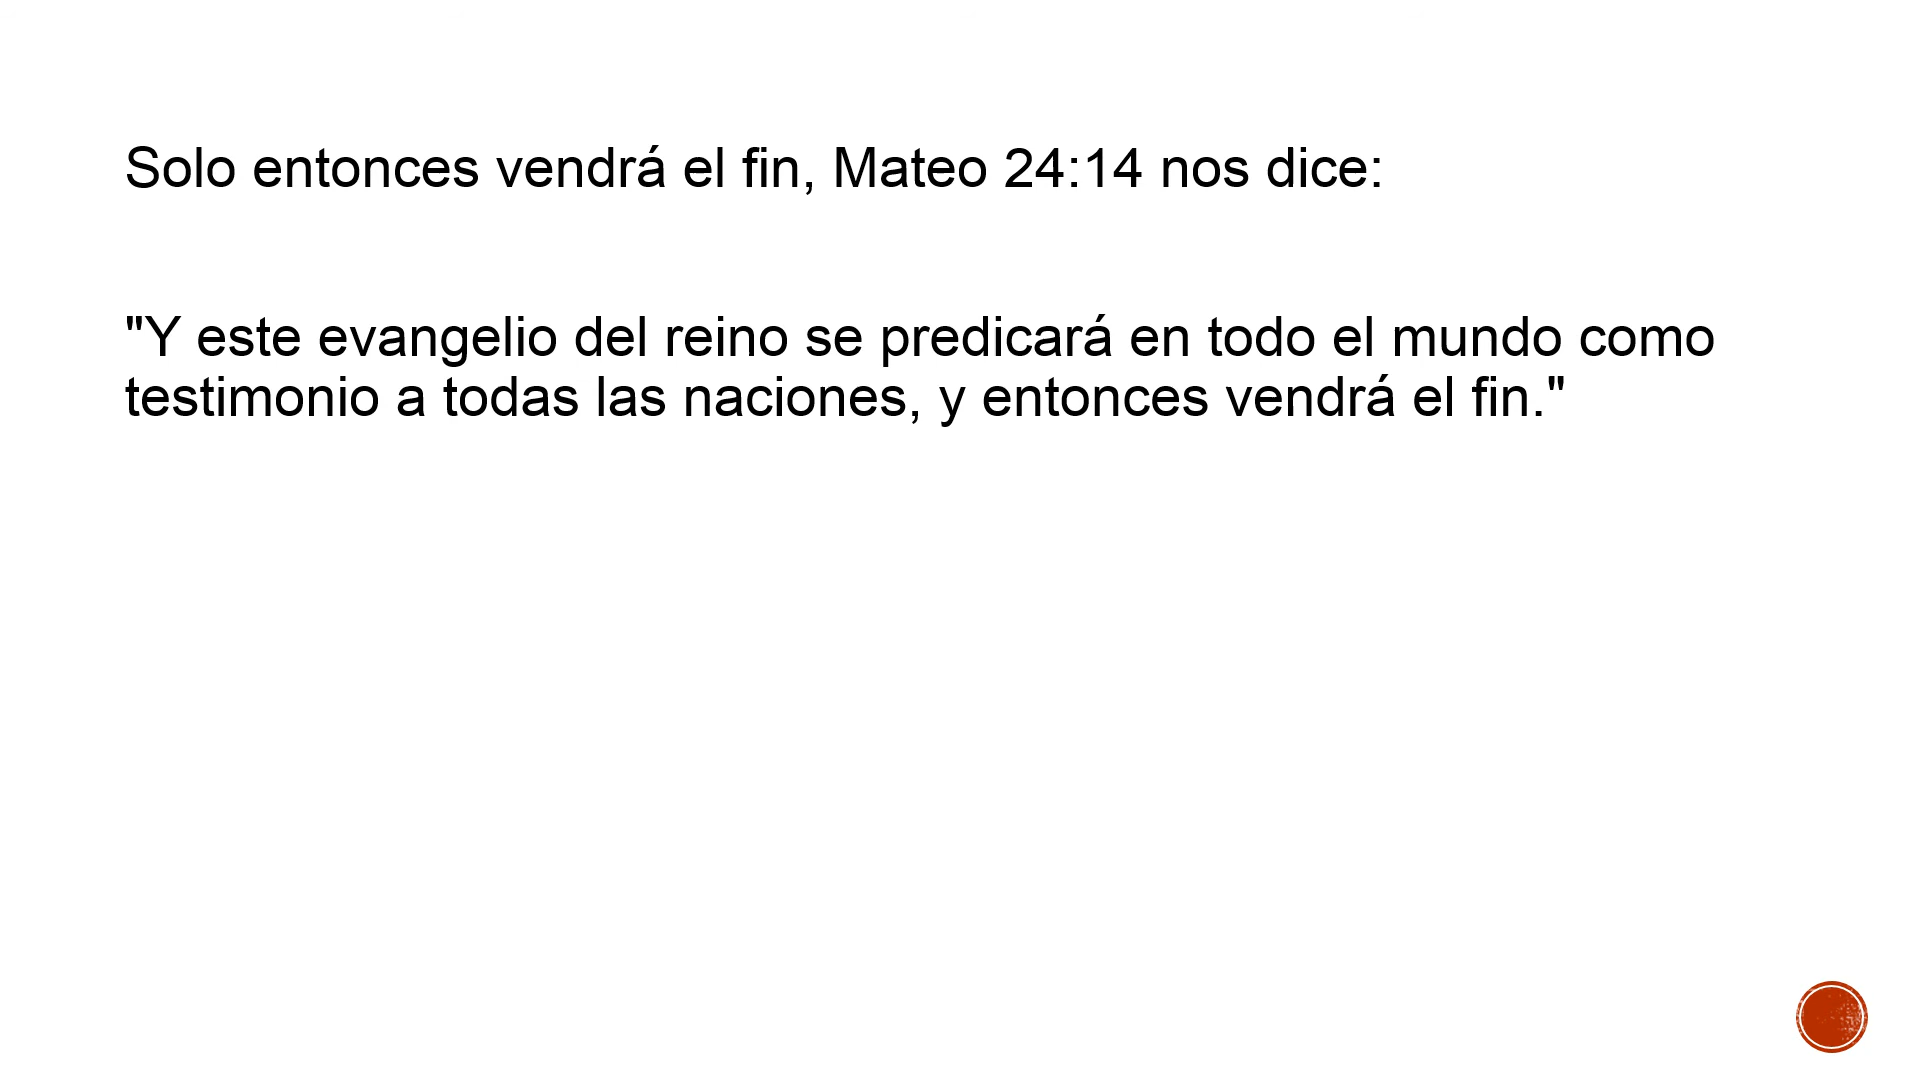 Solo entonces vendrá el fin, Mateo 24:14 nos dice:
"Y este evangelio del reino se predicará en todo el mundo como
testimonio a todas las naciones, y entonces vendrá el fin."